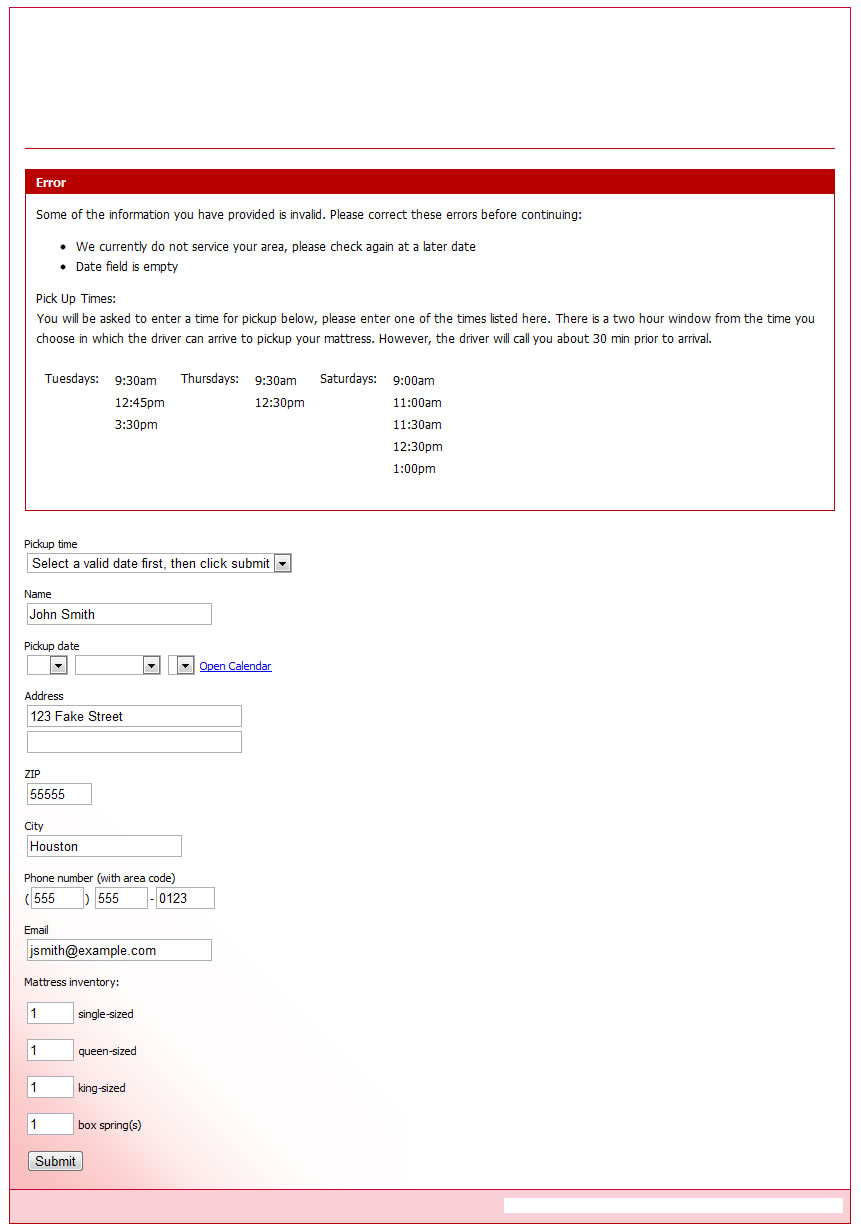 Error
Some of the information you have provided is invalid. Please correct these errors before continuing:
We currently do not service your area, please check again at a later date
Date field is empty
Pick Up Times:
You will be asked to enter a time for pickup below, please enter one of the times listed here. There is a two hour window from the time you
choose in which the driver can arrive to pickup your mattress. However, the driver will call you about 30 min prior to arrival.
Tuesdays: 9:30am Thursdays: 9:30am Saturdays: 9:00am
12:45pm 12:30pm 11:00am
3:30pm 11:30am
12:30pm
1:00pm
Pickup time
Select a valid date first, then click submit
Name
John Smith
Pickup date
Open Calendar
Address
123 Fake Street
ZIP
55555
City
Houston
Phone number (with area code)
(555) 555 - 0123
Email
jsmith@example.com
Mattress inventory:
1 single-sized
1 queen-sized
1 king-sized
1 box spring(s)
Submit